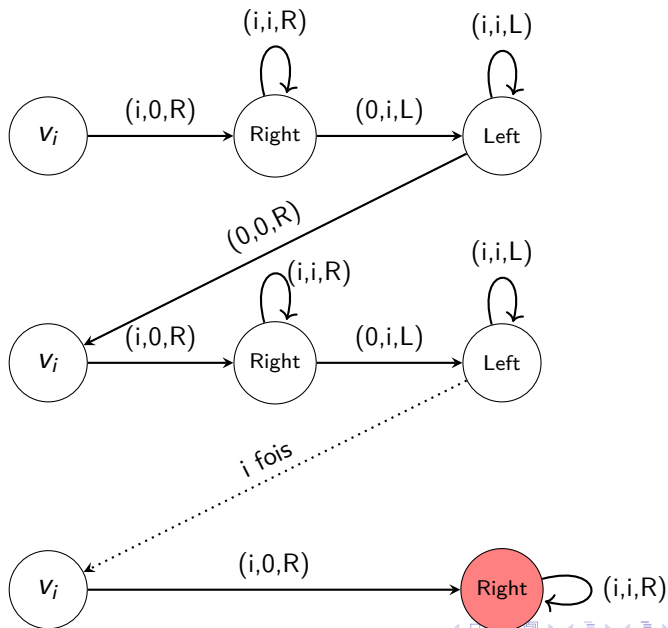 (i,i,R) (i,i,L)
(i,0,R) (0,i,L)
v_i Right Left
(0,0,R)
(i,i,R) (i,i,L)
(i,0,R) (0,i,L)
v_i Right Left
i fois
(i,0,R)
v_i Right (i,i,R)